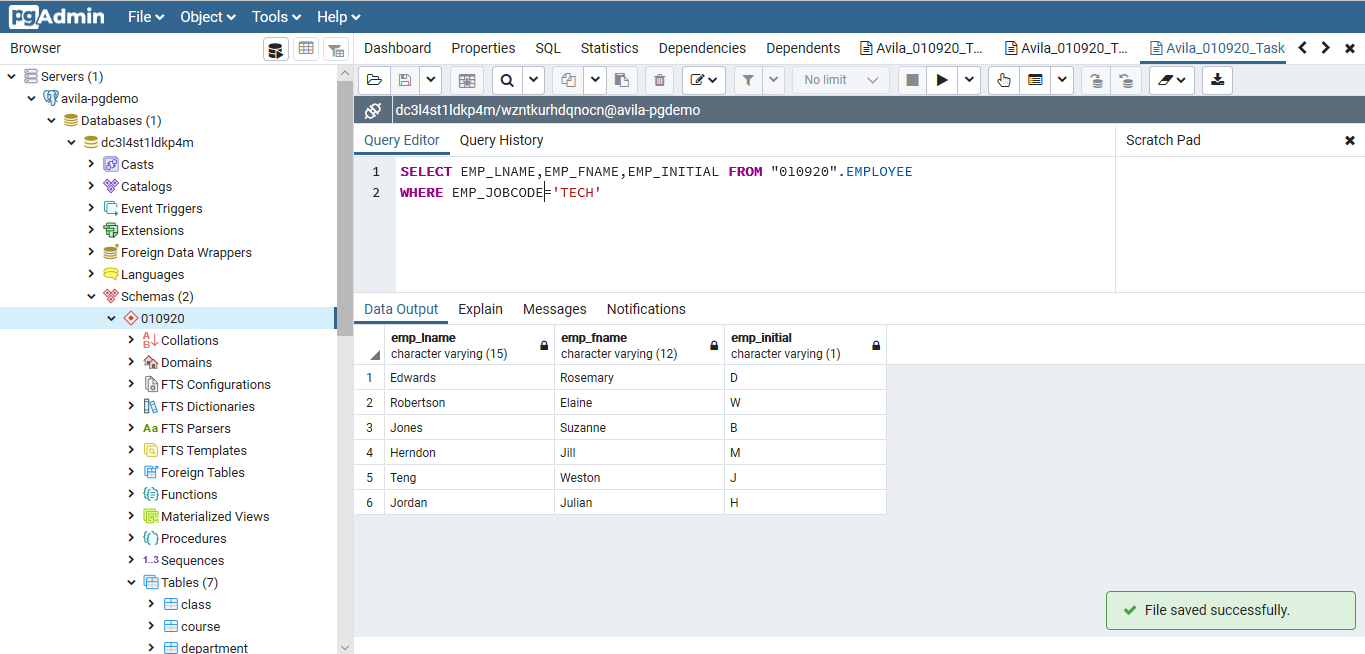 pgAdmin File Object Tools Help
Browser
Dashboard Properties SQL Statistics Dependencies Dependents Avila_010920_T... Avila_010920_T... Avila_010920_Task
No limit
dc3l4st1ldkp4m/wzntkurhdqnocn@avila-pgdemo
Query Editor Query History
Scratch Pad
1 SELECT EMP_LNAME,EMP_FNAME,EMP_INITIAL FROM "010920".EMPLOYEE
2 WHERE EMP_JOBCODE='TECH'
Servers (1)
avila-pgdemo
Databases (1)
dc3l4st1ldkp4m
Casts
Catalogs
Event Triggers
Extensions
Foreign Data Wrappers
Languages
Schemas (2)
010920
Collations
Domains
FTS Configurations
FTS Dictionaries
Aa FTS Parsers
FTS Templates
Foreign Tables
Functions
Materialized Views
Procedures
1..3 Sequences
Tables (7)
class
course
department
Data Output Explain Messages Notifications
emp_lname emp_fname emp_initial
character varying (15) character varying (12) character varying (1)
1 Edwards Rosemary D
2 Robertson Elaine W
3 Jones Suzanne B
4 Herndon Jill M
5 Teng Weston J
6 Jordan Julian H
File saved successfully.